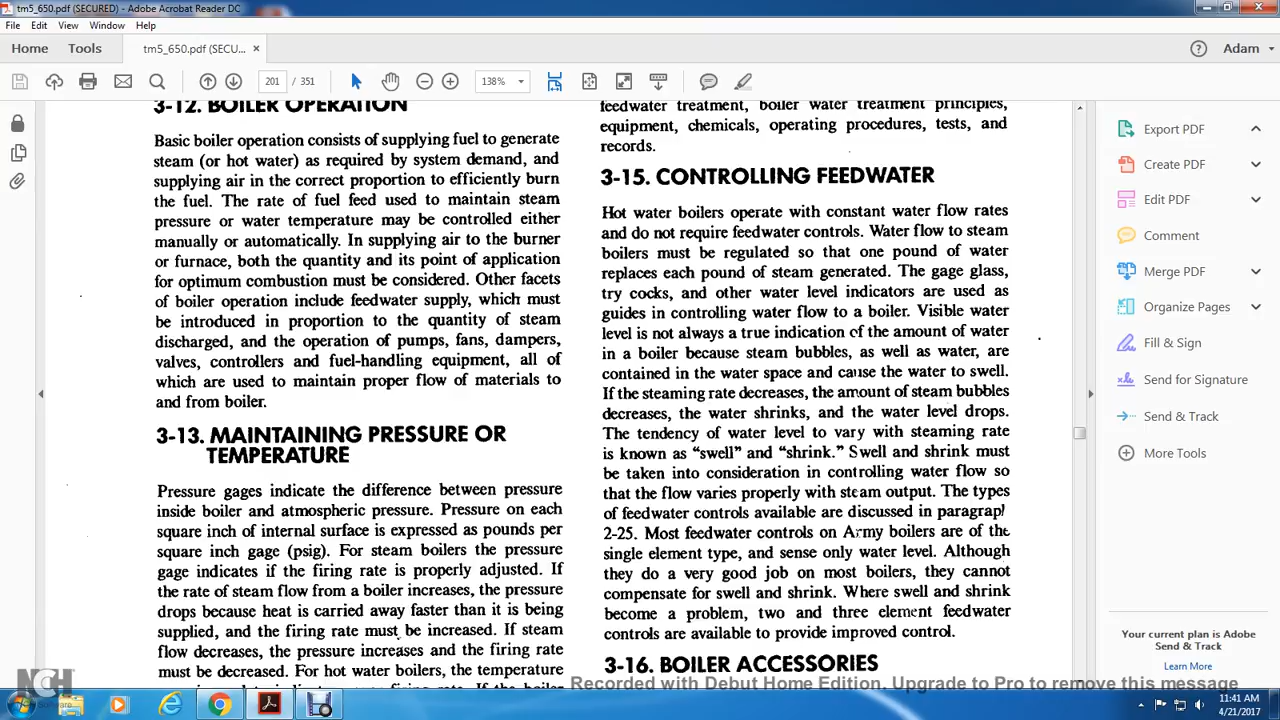 tm5_650.pdf (SECURED) - Adobe Acrobat Reader DC
File Edit View Window Help
Home Tools tm5_650.pdf (SECU... × Adam
201 / 351 138%
3-12. BOILER OPERATION
Basic boiler operation consists of supplying fuel to generate
steam (or hot water) as required by system demand, and
supplying air in the correct proportion to efficiently burn
the fuel. The rate of fuel feed used to maintain steam
pressure or water temperature may be controlled either
manually or automatically. In supplying air to the burner
or furnace, both the quantity and its point of application
for optimum combustion must be considered. Other facets
of boiler operation include feedwater supply, which must
be introduced in proportion to the quantity of steam
discharged, and the operation of pumps, fans, dampers,
valves, controllers and fuel-handling equipment, all of
which are used to maintain proper flow of materials to
and from boiler.
3-13. MAINTAINING PRESSURE OR
TEMPERATURE
Pressure gages indicate the difference between pressure
inside boiler and atmospheric pressure. Pressure on each
square inch of internal surface is expressed as pounds per
square inch gage (psig). For steam boilers the pressure
gage indicates if the firing rate is properly adjusted. If
the rate of steam flow from a boiler increases, the pressure
drops because heat is carried away faster than it is being
supplied, and the firing rate must be increased. If steam
flow decreases, the pressure increases and the firing rate
must be decreased. For hot water boilers, the temperature
feedwater treatment, boiler water treatment principles,
equipment, chemicals, operating procedures, tests, and
records.
3-15. CONTROLLING FEEDWATER
Hot water boilers operate with constant water flow rates
and do not require feedwater controls. Water flow to steam
boilers must be regulated so that one pound of water
replaces each pound of steam generated. The gage glass,
try cocks, and other water level indicators are used as
guides in controlling water flow to a boiler. Visible water
level is not always a true indication of the amount of water
in a boiler because steam bubbles, as well as water, are
contained in the water space and cause the water to swell.
If the steaming rate decreases, the amount of steam bubbles
decreases, the water shrinks, and the water level drops.
The tendency of water level to vary with steaming rate
is known as “swell” and “shrink.” Swell and shrink must
be taken into consideration in controlling water flow so
that the flow varies properly with steam output. The types
of feedwater controls available are discussed in paragraph
2-25. Most feedwater controls on Army boilers are of the
single element type, and sense only water level. Although
they do a very good job on most boilers, they cannot
compensate for swell and shrink. Where swell and shrink
become a problem, two and three element feedwater
controls are available to provide improved control.
3-16. BOILER ACCESSORIES
Export PDF
Create PDF
Edit PDF
Comment
Merge PDF
Organize Pages
Fill & Sign
Send for Signature
Send & Track
More Tools
Your current plan is Adobe
Send & Sign
Learn More
NCH Software
Recorded with Debut Home Edition. Upgrade to Pro to remove this message
11:41 AM
4/21/2017